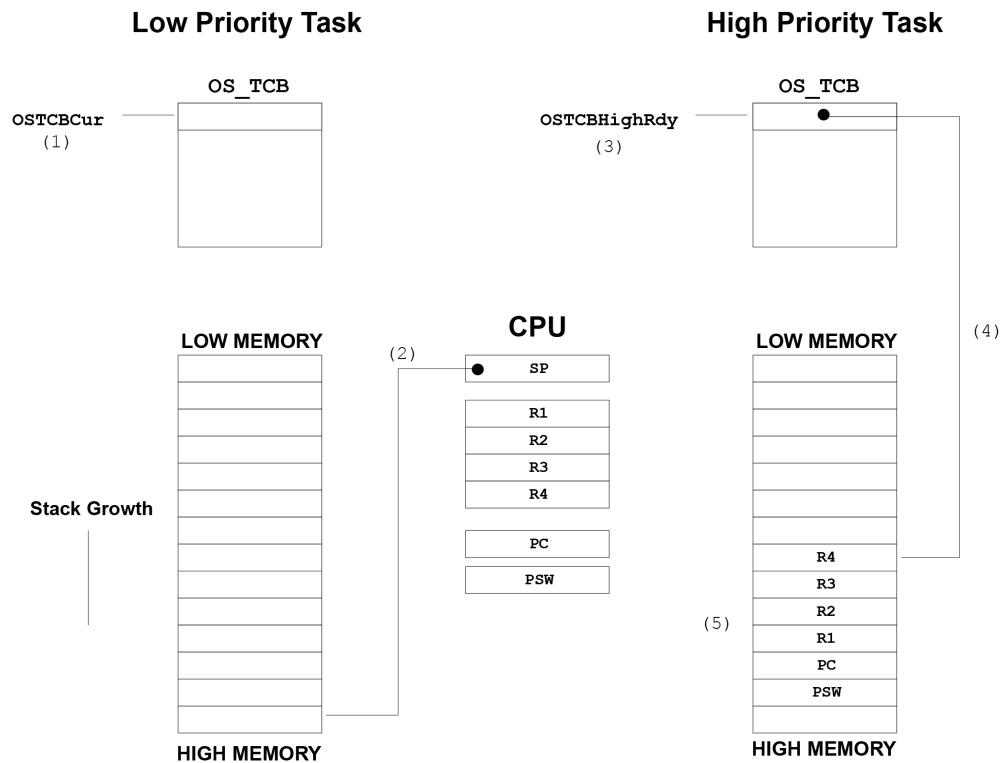 Low Priority Task
High Priority Task
OS_TCB
OS_TCB
OSTCBCur
(1)
OSTCBHighRdy
(3)
CPU
LOW MEMORY
LOW MEMORY
(4)
(2)
SP
R1
R2
R3
R4
Stack Growth
PC
PSW
R4
R3
R2
(5)
R1
PC
PSW
HIGH MEMORY
HIGH MEMORY